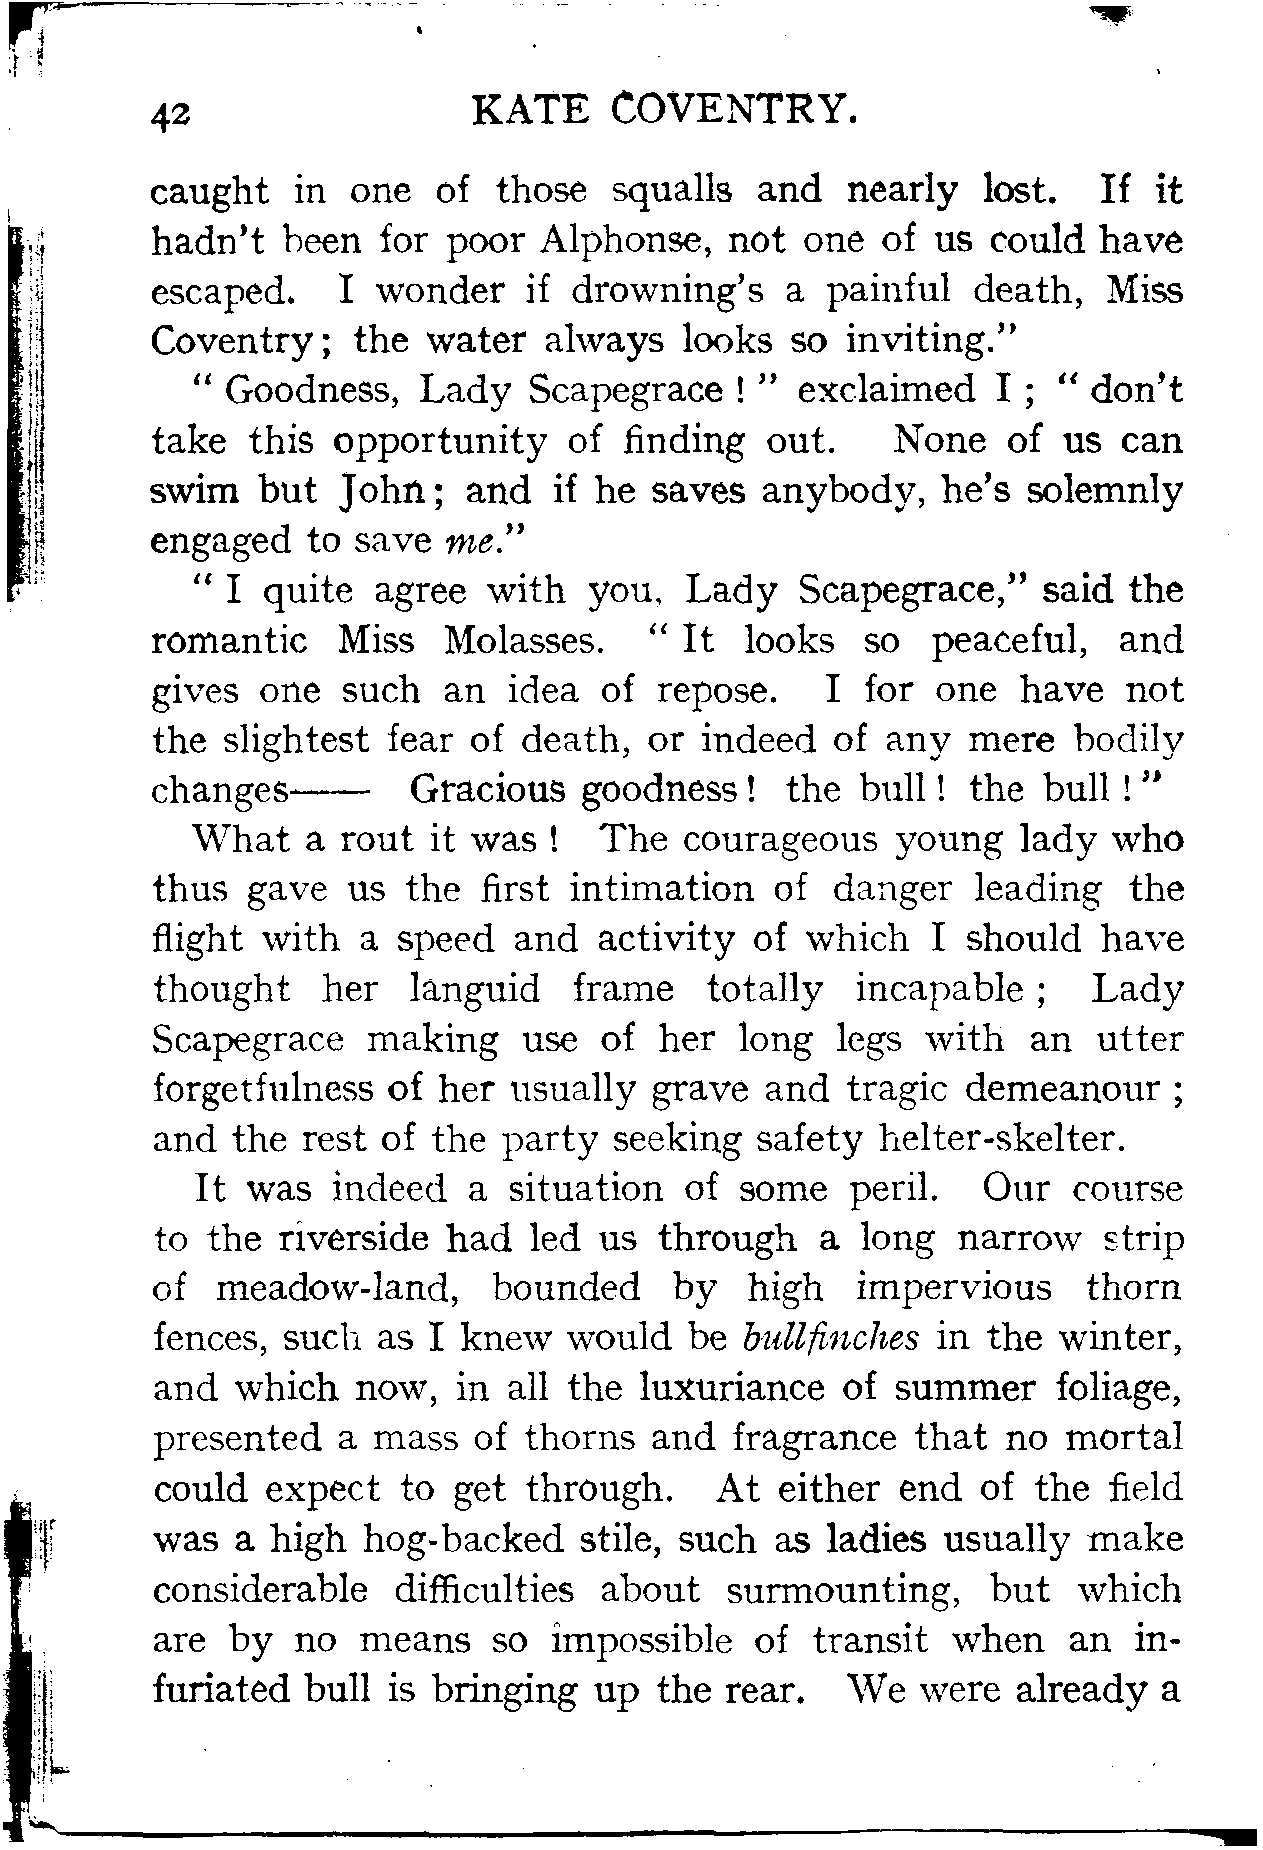 42 KATE COVENTRY.
caught in one of those squalls and nearly lost. If it
hadn't been for poor Alphonse, not one of us could have
escaped. I wonder if drowning's a painful death, Miss
Coventry; the water always looks so inviting."
" Goodness, Lady Scapegrace ! " exclaimed I ; " don't
take this opportunity of finding out. None of us can
swim but John; and if he saves anybody, he's solemnly
engaged to save me."
" I quite agree with you, Lady Scapegrace," said the
romantic Miss Molasses. " It looks so peaceful, and
gives one such an idea of repose. I for one have not
the slightest fear of death, or indeed of any mere bodily
changes—— Gracious goodness! the bull! the bull ! "
What a rout it was ! The courageous young lady who
thus gave us the first intimation of danger leading the
flight with a speed and activity of which I should have
thought her languid frame totally incapable ; Lady
Scapegrace making use of her long legs with an utter
forgetfulness of her usually grave and tragic demeanour ;
and the rest of the party seeking safety helter-skelter.
It was indeed a situation of some peril. Our course
to the riverside had led us through a long narrow strip
of meadow-land, bounded by high impervious thorn
fences, such as I knew would be bullfinches in the winter,
and which now, in all the luxuriance of summer foliage,
presented a mass of thorns and fragrance that no mortal
could expect to get through. At either end of the field
was a high hog-backed stile, such as ladies usually make
considerable difficulties about surmounting, but which
are by no means so impossible of transit when an in-
furiated bull is bringing up the rear. We were already a